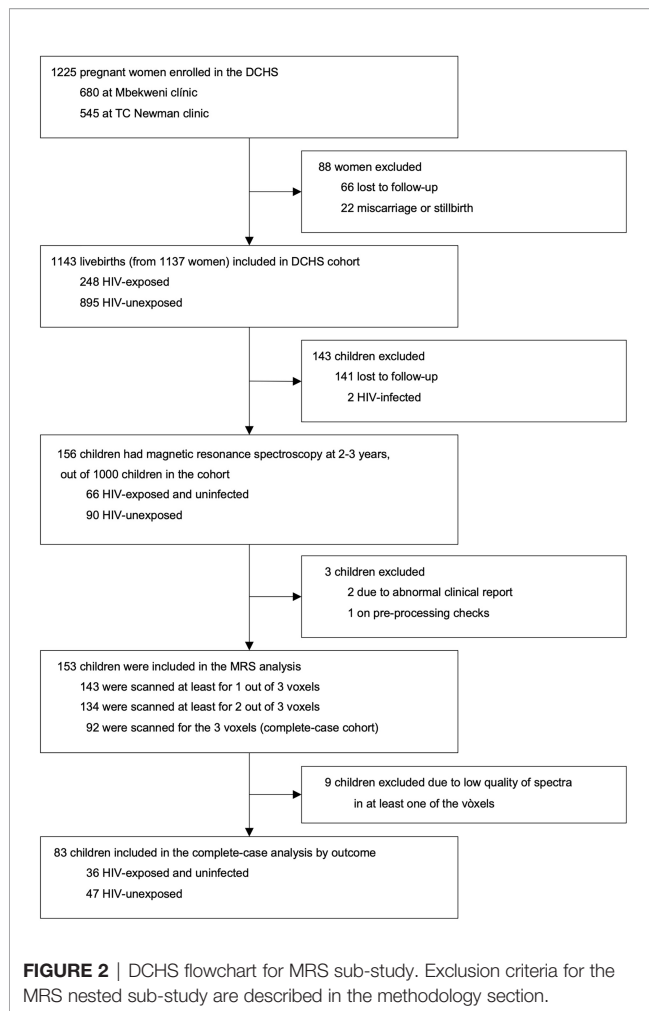 1225 pregnant women enrolled in the DCHS
680 at Mbekweni clínic
545 at TC Newman clinic
88 women excluded
66 lost to follow-up
22 miscarriage or stillbirth
1143 livebirths (from 1137 women) included in DCHS cohort
248 HIV-exposed
895 HIV-unexposed
143 children excluded
141 lost to follow-up
2 HIV-infected
156 children had magnetic resonance spectroscopy at 2-3 years,
out of 1000 children in the cohort
66 HIV-exposed and uninfected
90 HIV-unexposed
3 children excluded
2 due to abnormal clinical report
1 on pre-processing checks
153 children were included in the MRS analysis
143 were scanned at least for 1 out of 3 voxels
134 were scanned at least for 2 out of 3 voxels
92 were scanned for the 3 voxels (complete-case cohort)
9 children excluded due to low quality of spectra
in at least one of the vòxels
83 children included in the complete-case analysis by outcome
36 HIV-exposed and uninfected
47 HIV-unexposed
FIGURE 2 | DCHS flowchart for MRS sub-study. Exclusion criteria for the
MRS nested sub-study are described in the methodology section.